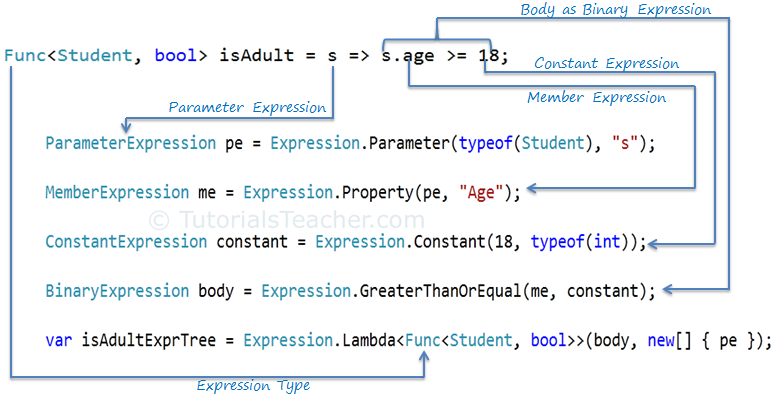 Body as Binary Expression
Func<Student, bool> isAdult = s => s.age >= 18;
Constant Expression
Member Expression
Parameter Expression
ParameterExpression pe = Expression.Parameter(typeof(Student), "s");
MemberExpression me = Expression.Property(pe, "Age");
© TutorialsTeacher.com
ConstantExpression constant = Expression.Constant(18, typeof(int));
BinaryExpression body = Expression.GreaterThanOrEqual(me, constant);
var isAdultExprTree = Expression.Lambda<Func<Student, bool>>(body, new[] { pe });
Expression Type